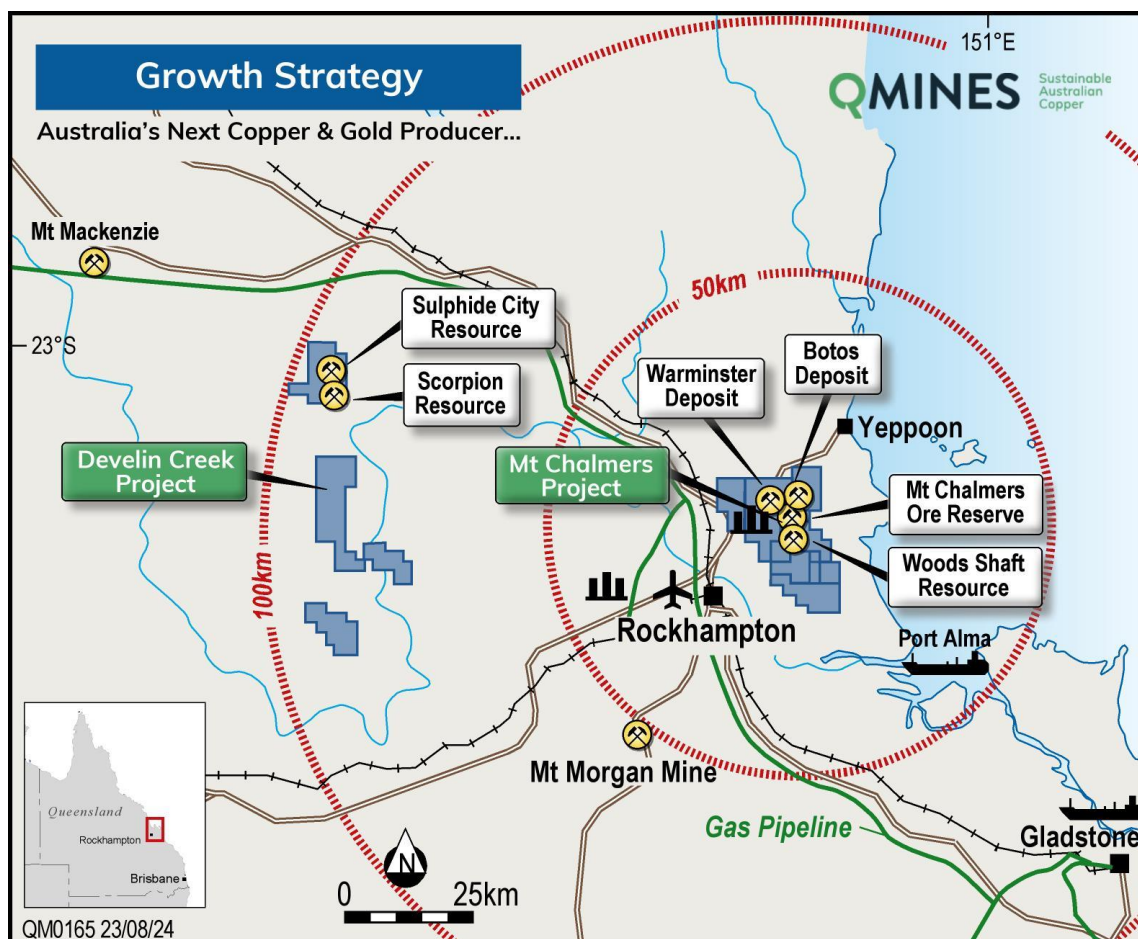 Growth Strategy
Australia's Next Copper & Gold Producer...
151°E
QMINES
Sustainable
Australian
Copper
Mt Mackenzie
23°S
Sulphide City
Resource
Scorpion
Resource
50km
Botos
Deposit
Warminster
Deposit
Yeppoon
Develin Creek
Project
Mt Chalmers
Project
Mt Chalmers
Ore Reserve
Woods Shaft
Resource
100km
Rockhampton
Port Alma
Mt Morgan Mine
Gas Pipeline
Gladstone
Queensland
Rockhampton
Brisbane
N
0 25km
QM0165 23/08/24